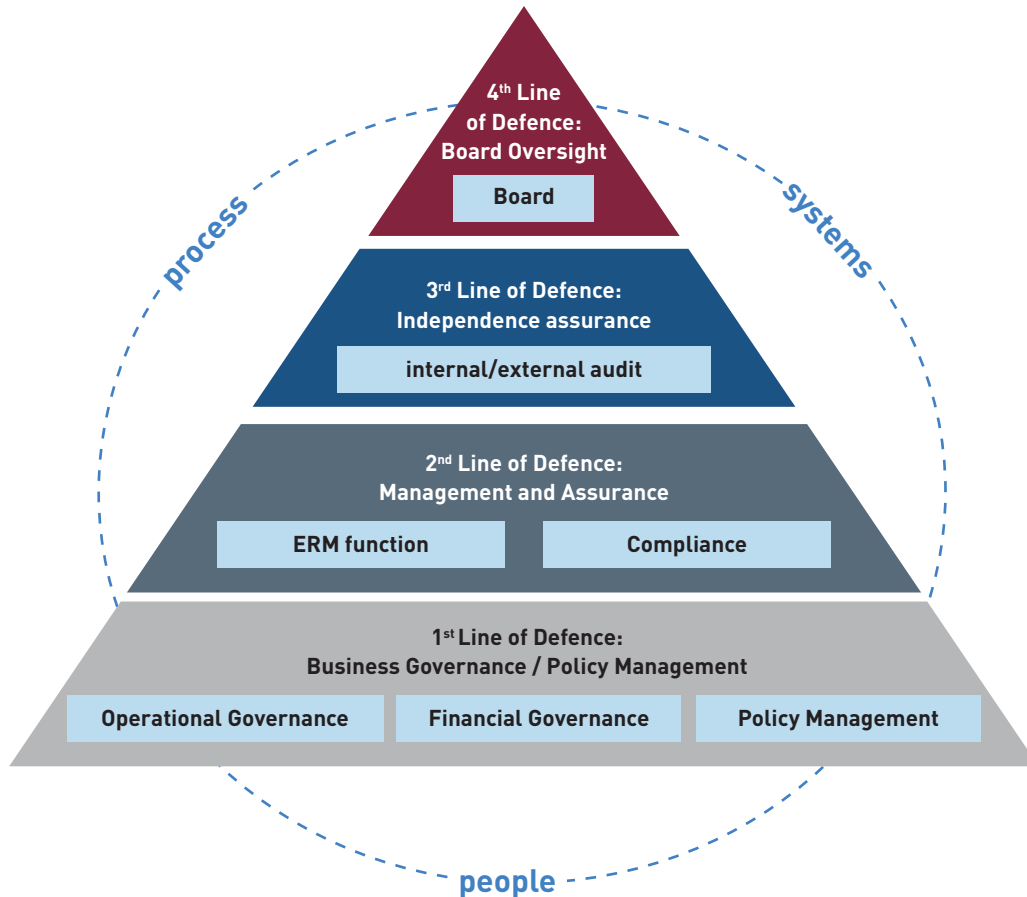 4th Line
of Defence:
Board Oversight
Board
process
systems
3rd Line of Defence:
Independence assurance
internal/external audit
2nd Line of Defence:
Management and Assurance
ERM function
Compliance
1st Line of Defence:
Business Governance / Policy Management
Operational Governance
Financial Governance
Policy Management
people